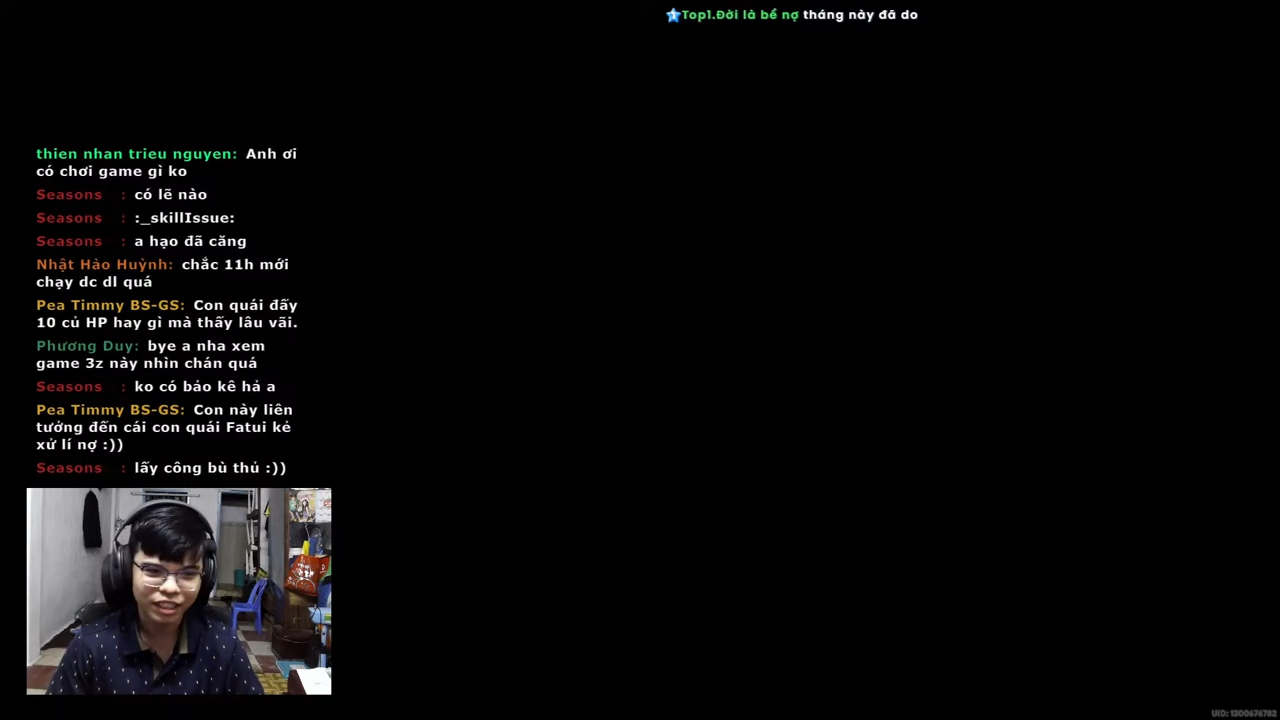 Top1.Đời là bể nợ tháng này đã do
thien nhan trieu nguyen: Anh ơi
có chơi game gì ko
Seasons : có lẽ nào
Seasons : :_skillIssue:
Seasons : a hạo đã căng
Nhật Hào Huỳnh: chắc 11h mới
chạy dc dl quá
Pea Timmy BS-GS: Con quái đấy
10 củ HP hay gì mà thấy lâu vãi.
Phương Duy: bye a nha xem
game 3z này nhìn chán quá
Seasons : ko có bảo kê hả a
Pea Timmy BS-GS: Con này liên
tưởng đến cái con quái Fatui kẻ
xử lí nợ :))
Seasons : lấy công bù thủ :))
UID: 1300676782